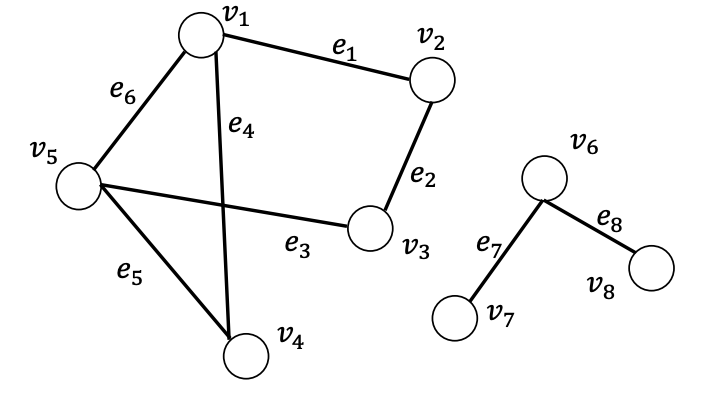 v₁
e₁
v₂
e₆
e₄
v₅
v₆
e₂
e₃
v₃
e₈
e₇
e₅
v₈
v₇
v₄